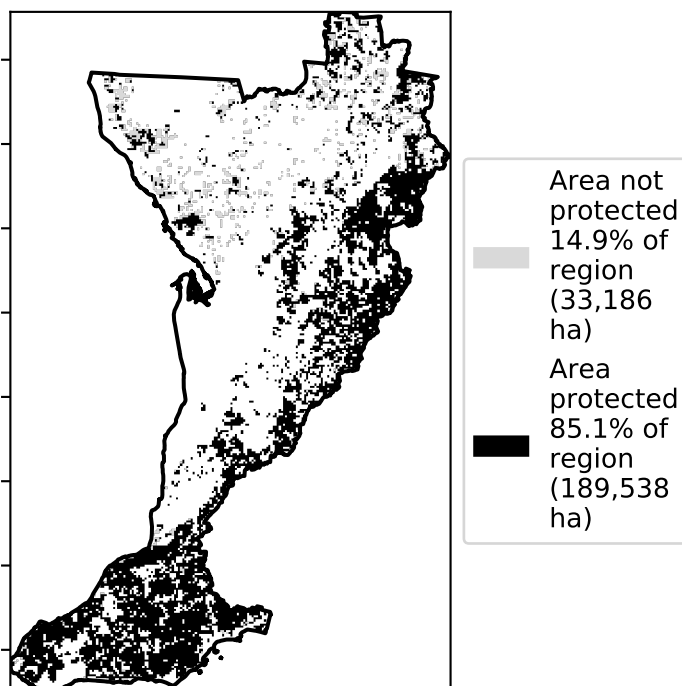 Area not
protected
14.9% of
region
(33,186
ha)
Area
protected
85.1% of
region
(189,538
ha)